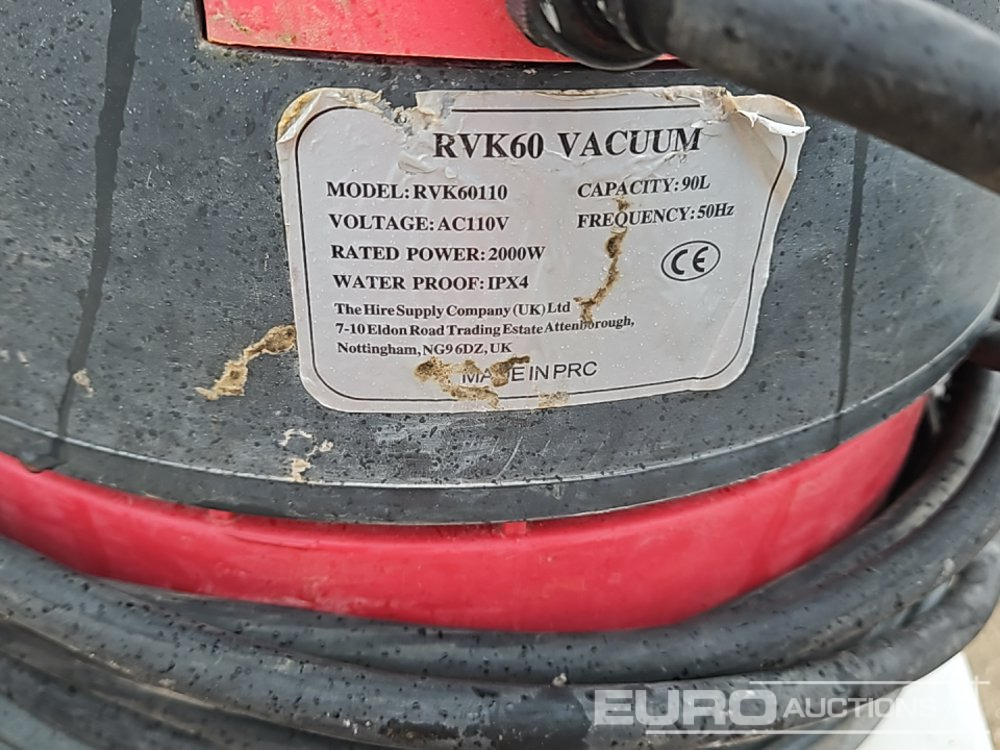 RVK60 VACUUM
MODEL: RVK60110
CAPACITY: 90L
VOLTAGE: AC110V
FREQUENCY: 50Hz
RATED POWER: 2000W
WATER PROOF: IPX4
CE
The Hire Supply Company (UK) Ltd
7-10 Eldon Road Trading Estate Attenborough,
Nottingham, NG9 6DZ, UK
MADE IN PRC
EURO AUCTIONS